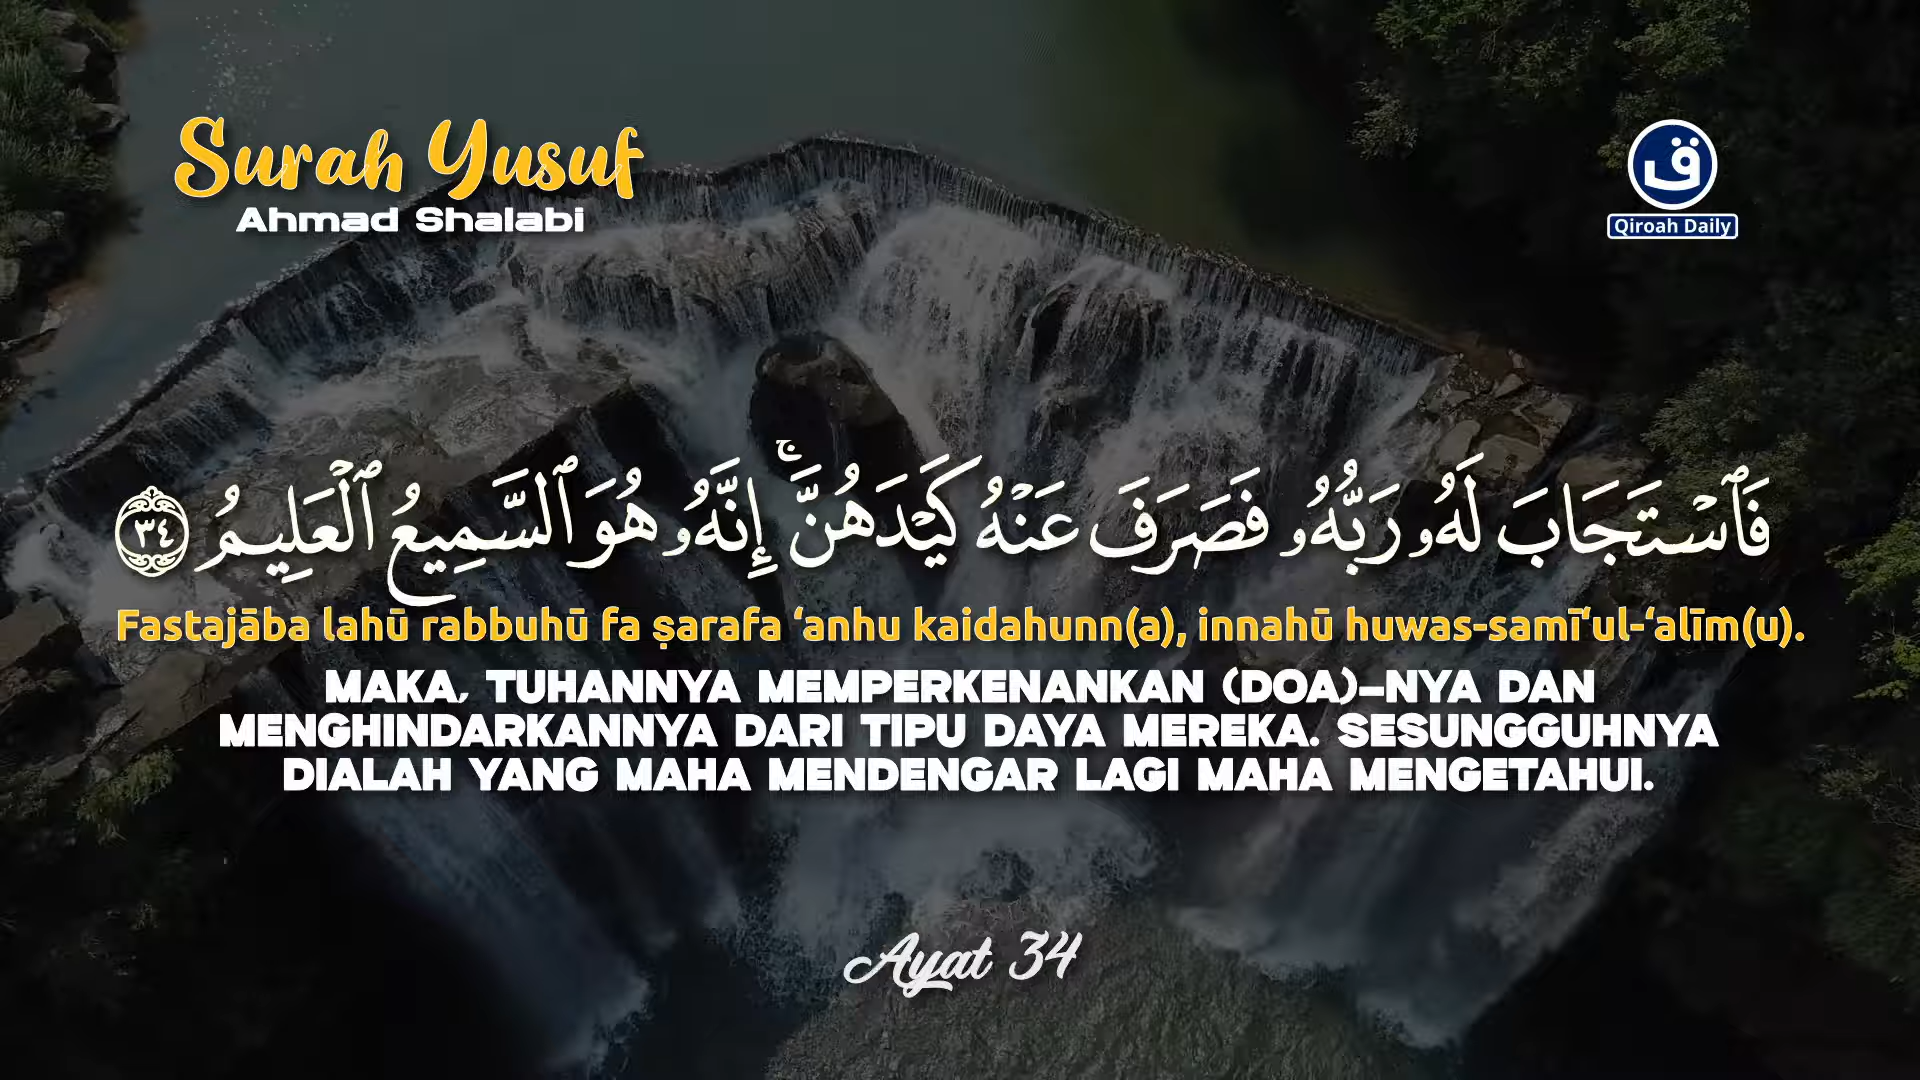 Surah Yusuf
Ahmad Shalabi
ق
Qiroah Daily
فَٱسْتَجَابَ لَهُۥ رَبُّهُۥ فَصَرَفَ عَنْهُ كَيْدَهُنَّ ۚ إِنَّهُۥ هُوَ ٱلسَّمِيعُ ٱلْعَلِيمُ ٣٤
Fastajāba lahū rabbuhū fa ṣarafa ‘anhu kaidahunn(a), innahū huwas-samī‘ul-‘alīm(u).
MAKA, TUHANNYA MEMPERKENANKAN (DOA)-NYA DAN
MENGHINDARKANNYA DARI TIPU DAYA MEREKA. SESUNGGUHNYA
DIALAH YANG MAHA MENDENGAR LAGI MAHA MENGETAHUI.
Ayat 34